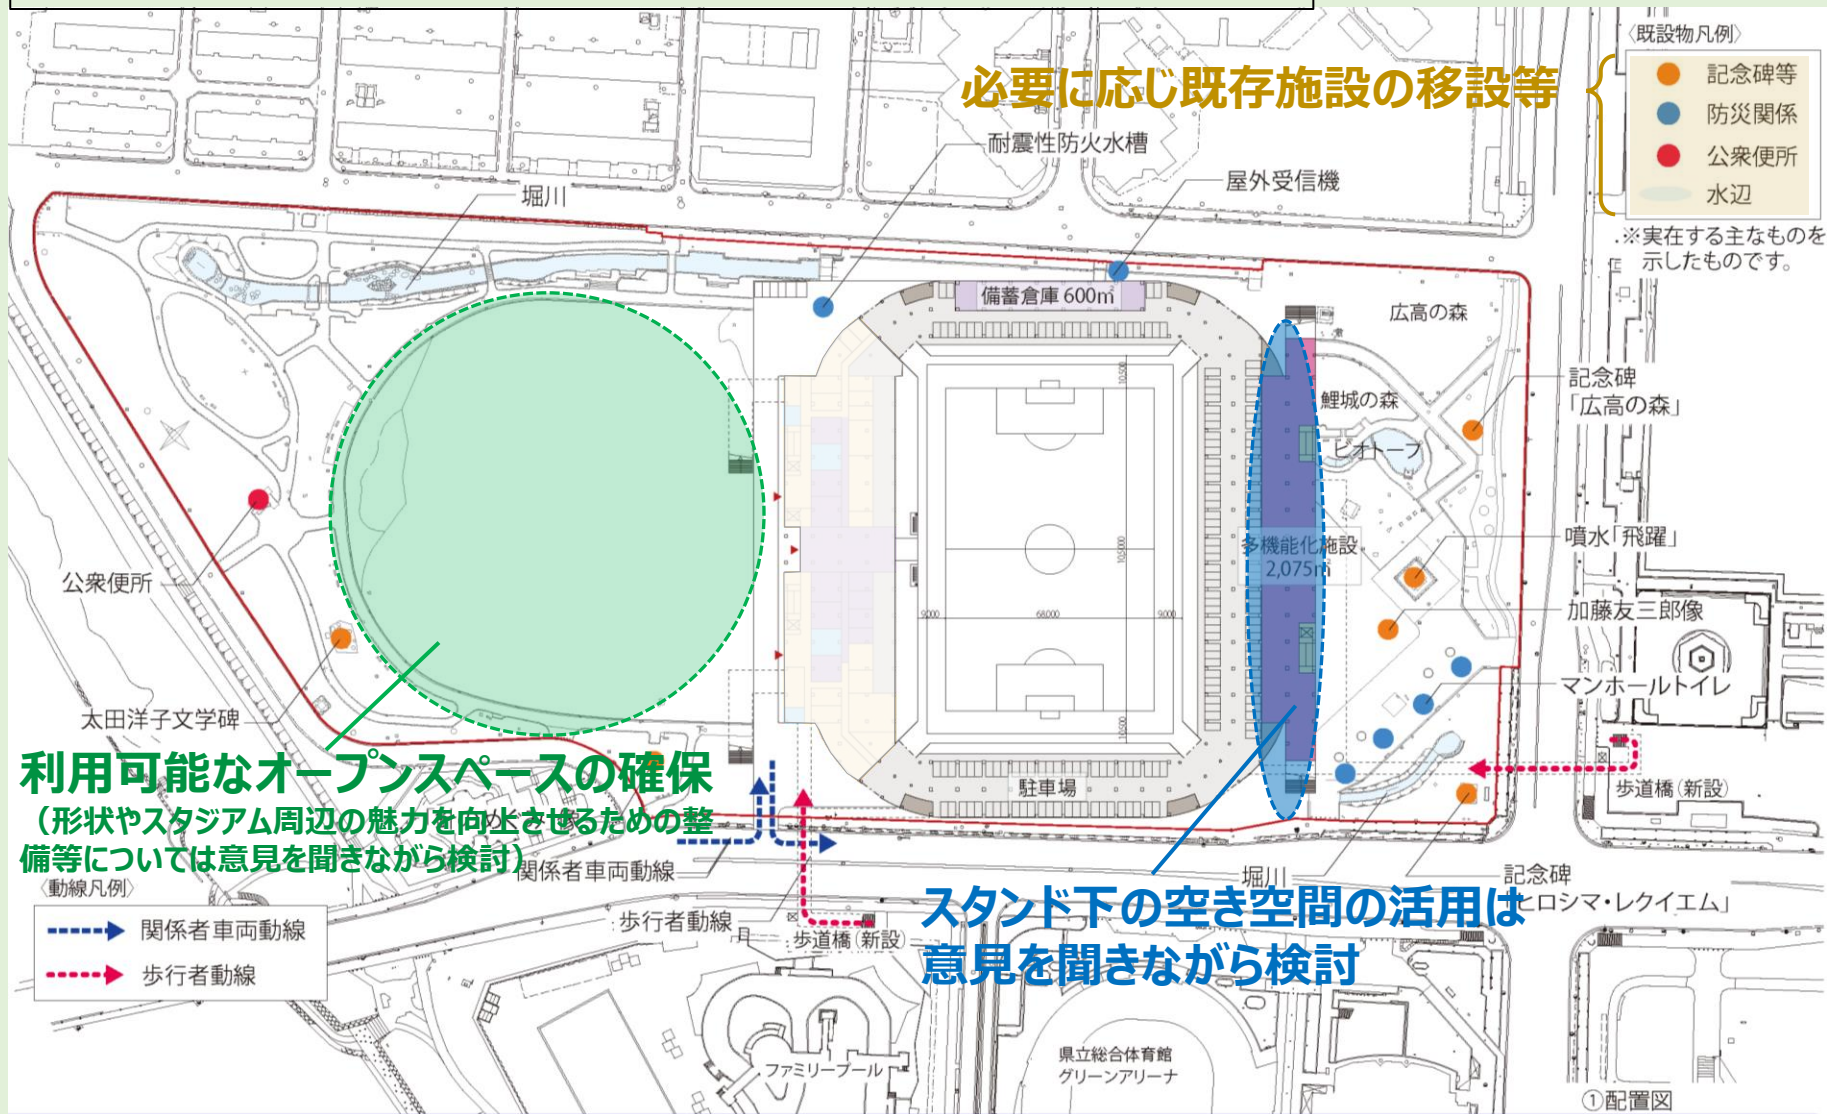 〈既設物凡例〉
記念碑等
防災関係
公衆便所
水辺
※実在する主なものを
示したものです。
必要に応じ既存施設の移設等
耐震性防火水槽
屋外受信機
堀川
備蓄倉庫 600㎡
広高の森
記念碑
「広高の森」
鯉城の森
ビオトープ
噴水「飛躍」
多機能化施設
2,075㎡
加藤友三郎像
マンホールトイレ
公衆便所
太田洋子文学碑
10,500
105,000
10,500
9,000
68,000
9,000
駐車場
歩道橋(新設)
利用可能なオープンスペースの確保
(形状やスタジアム周辺の魅力を向上させるための整
備等については意見を聞きながら検討)
関係者車両動線
堀川
記念碑
「ヒロシマ・レクイエム」
〈動線凡例〉
関係者車両動線
歩行者動線
歩行者動線
歩道橋(新設)
スタンド下の空き空間の活用は
意見を聞きながら検討
ファミリープール
県立総合体育館
グリーンアリーナ
①配置図